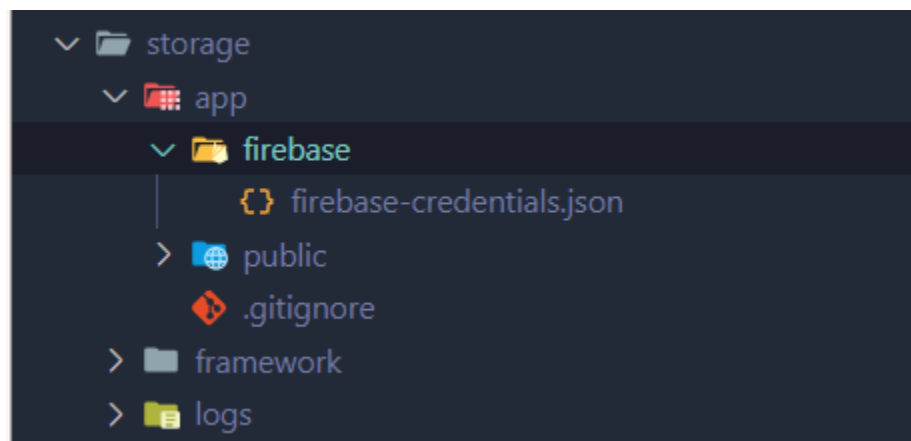 storage
app
firebase
firebase-credentials.json
public
.gitignore
framework
logs